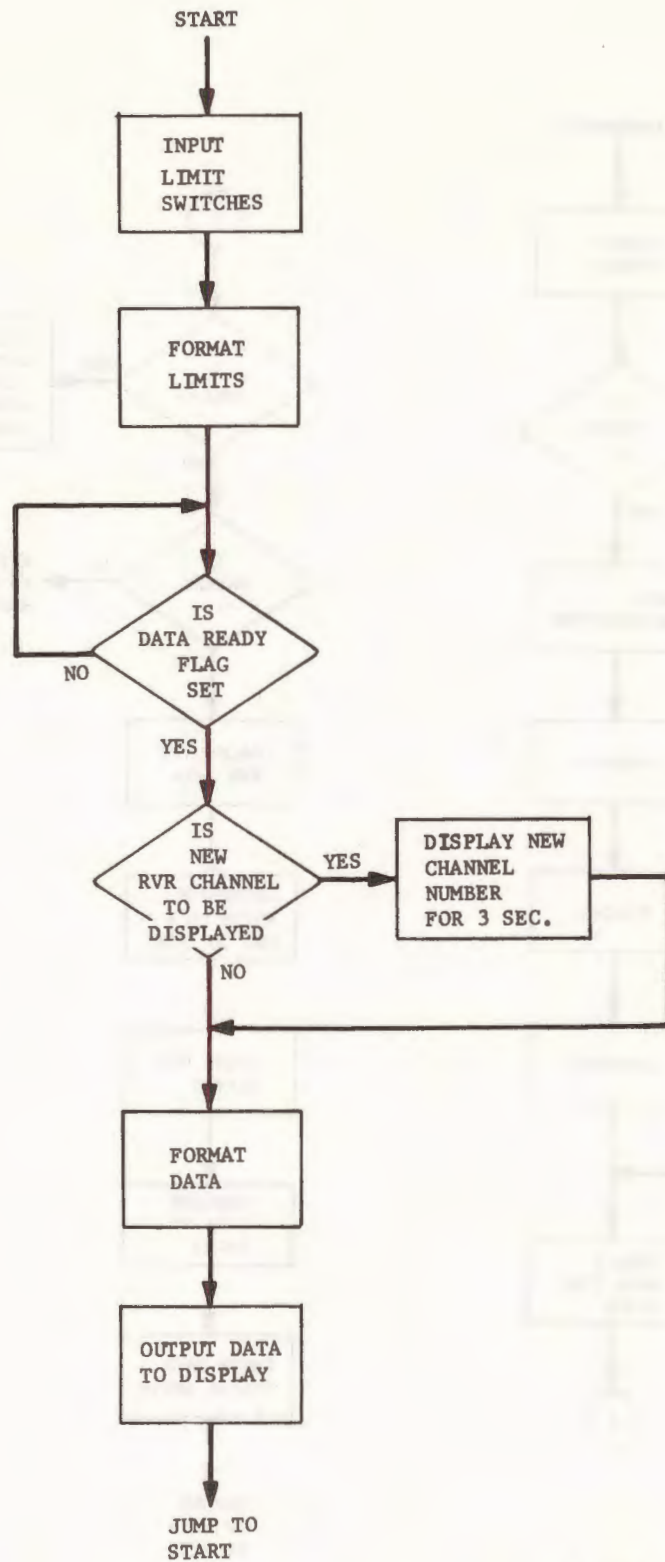 START
INPUT
LIMIT
SWITCHES
FORMAT
LIMITS
IS
DATA READY
FLAG
SET
NO
YES
IS
NEW
RVR CHANNEL
TO BE
DISPLAYED
YES
DISPLAY NEW
CHANNEL
NUMBER
FOR 3 SEC.
NO
FORMAT
DATA
OUTPUT DATA
TO DISPLAY
JUMP TO
START